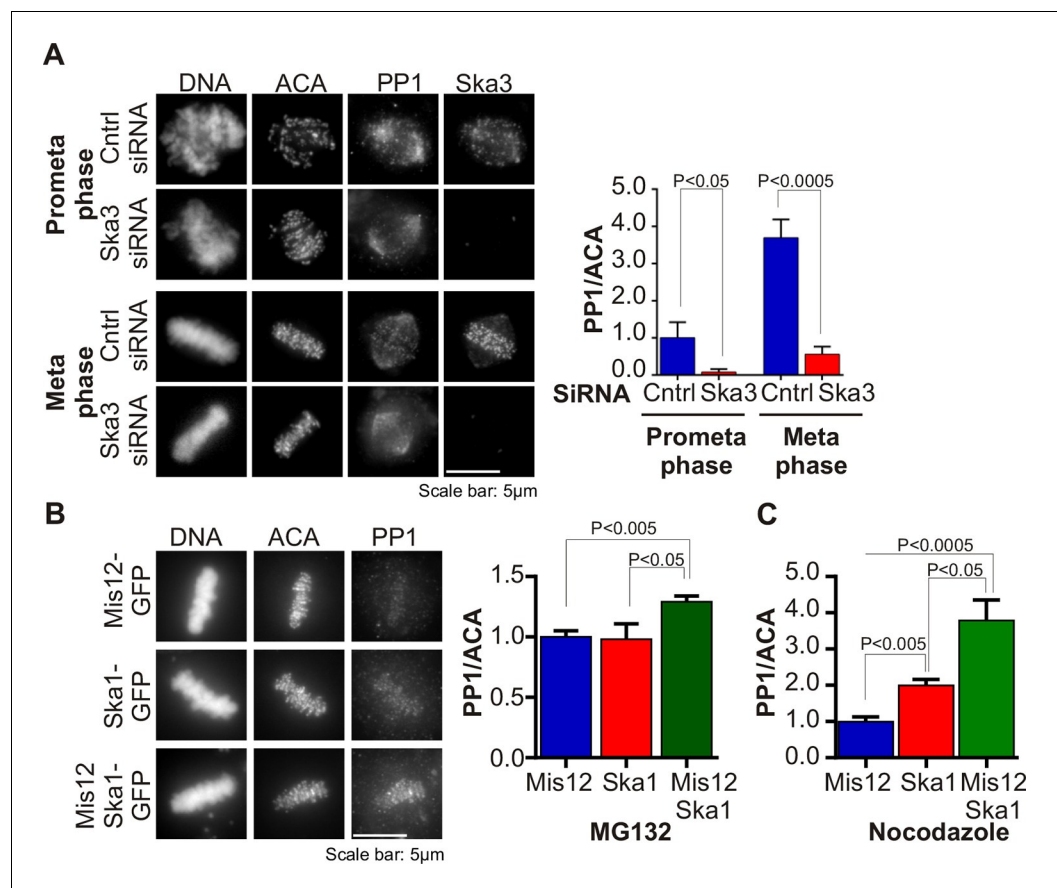 A
DNA ACA PP1 Ska3
Prometa phase
Cntrl siRNA
Ska3 siRNA
Meta phase
Cntrl siRNA
Ska3 siRNA
Scale bar: 5µm
P<0.05 P<0.0005
PP1/ACA
5.0
4.0
3.0
2.0
1.0
0.0
SiRNA Cntrl Ska3 Cntrl Ska3
Prometa phase
Meta phase
B
DNA ACA PP1
Mis12-GFP
Ska1-GFP
Mis12 Ska1-GFP
Scale bar: 5µm
P<0.005
P<0.05
PP1/ACA
1.5
1.0
0.5
0.0
Mis12 Ska1 Mis12 Ska1
MG132
C
P<0.0005
P<0.05
P<0.005
PP1/ACA
5.0
4.0
3.0
2.0
1.0
0.0
Mis12 Ska1 Mis12 Ska1
Nocodazole